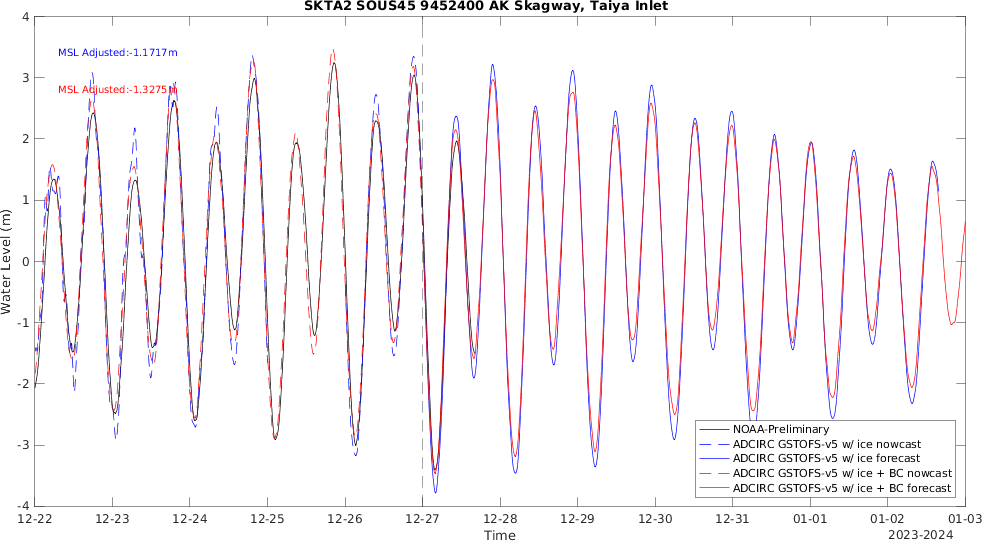 SKTA2 SOUS45 9452400 AK Skagway, Taiya Inlet
MSL Adjusted:-1.1717m
MSL Adjusted:-1.3275m
Water Level (m)
4
3
2
1
0
-1
-2
-3
-4
NOAA-Preliminary
ADCIRC GSTOFS-v5 w/ ice nowcast
ADCIRC GSTOFS-v5 w/ ice forecast
ADCIRC GSTOFS-v5 w/ ice + BC nowcast
ADCIRC GSTOFS-v5 w/ ice + BC forecast
12-22 12-23 12-24 12-25 12-26 12-27 12-28 12-29 12-30 12-31 01-01 01-02 01-03
Time
2023-2024